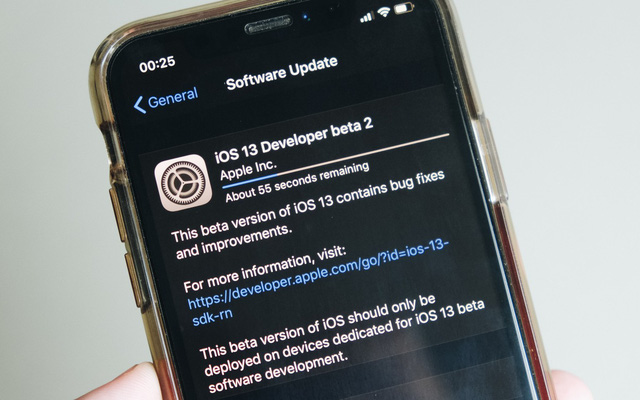 00:25
General
Software Update
iOS 13 Developer beta 2
Apple Inc.
About 55 seconds remaining
This beta version of iOS 13 contains bug fixes
and improvements.
For more information, visit:
https://developer.apple.com/go/?id=ios-13-
sdk-rn
This beta version of iOS should only be
deployed on devices dedicated for iOS 13 beta
software development.